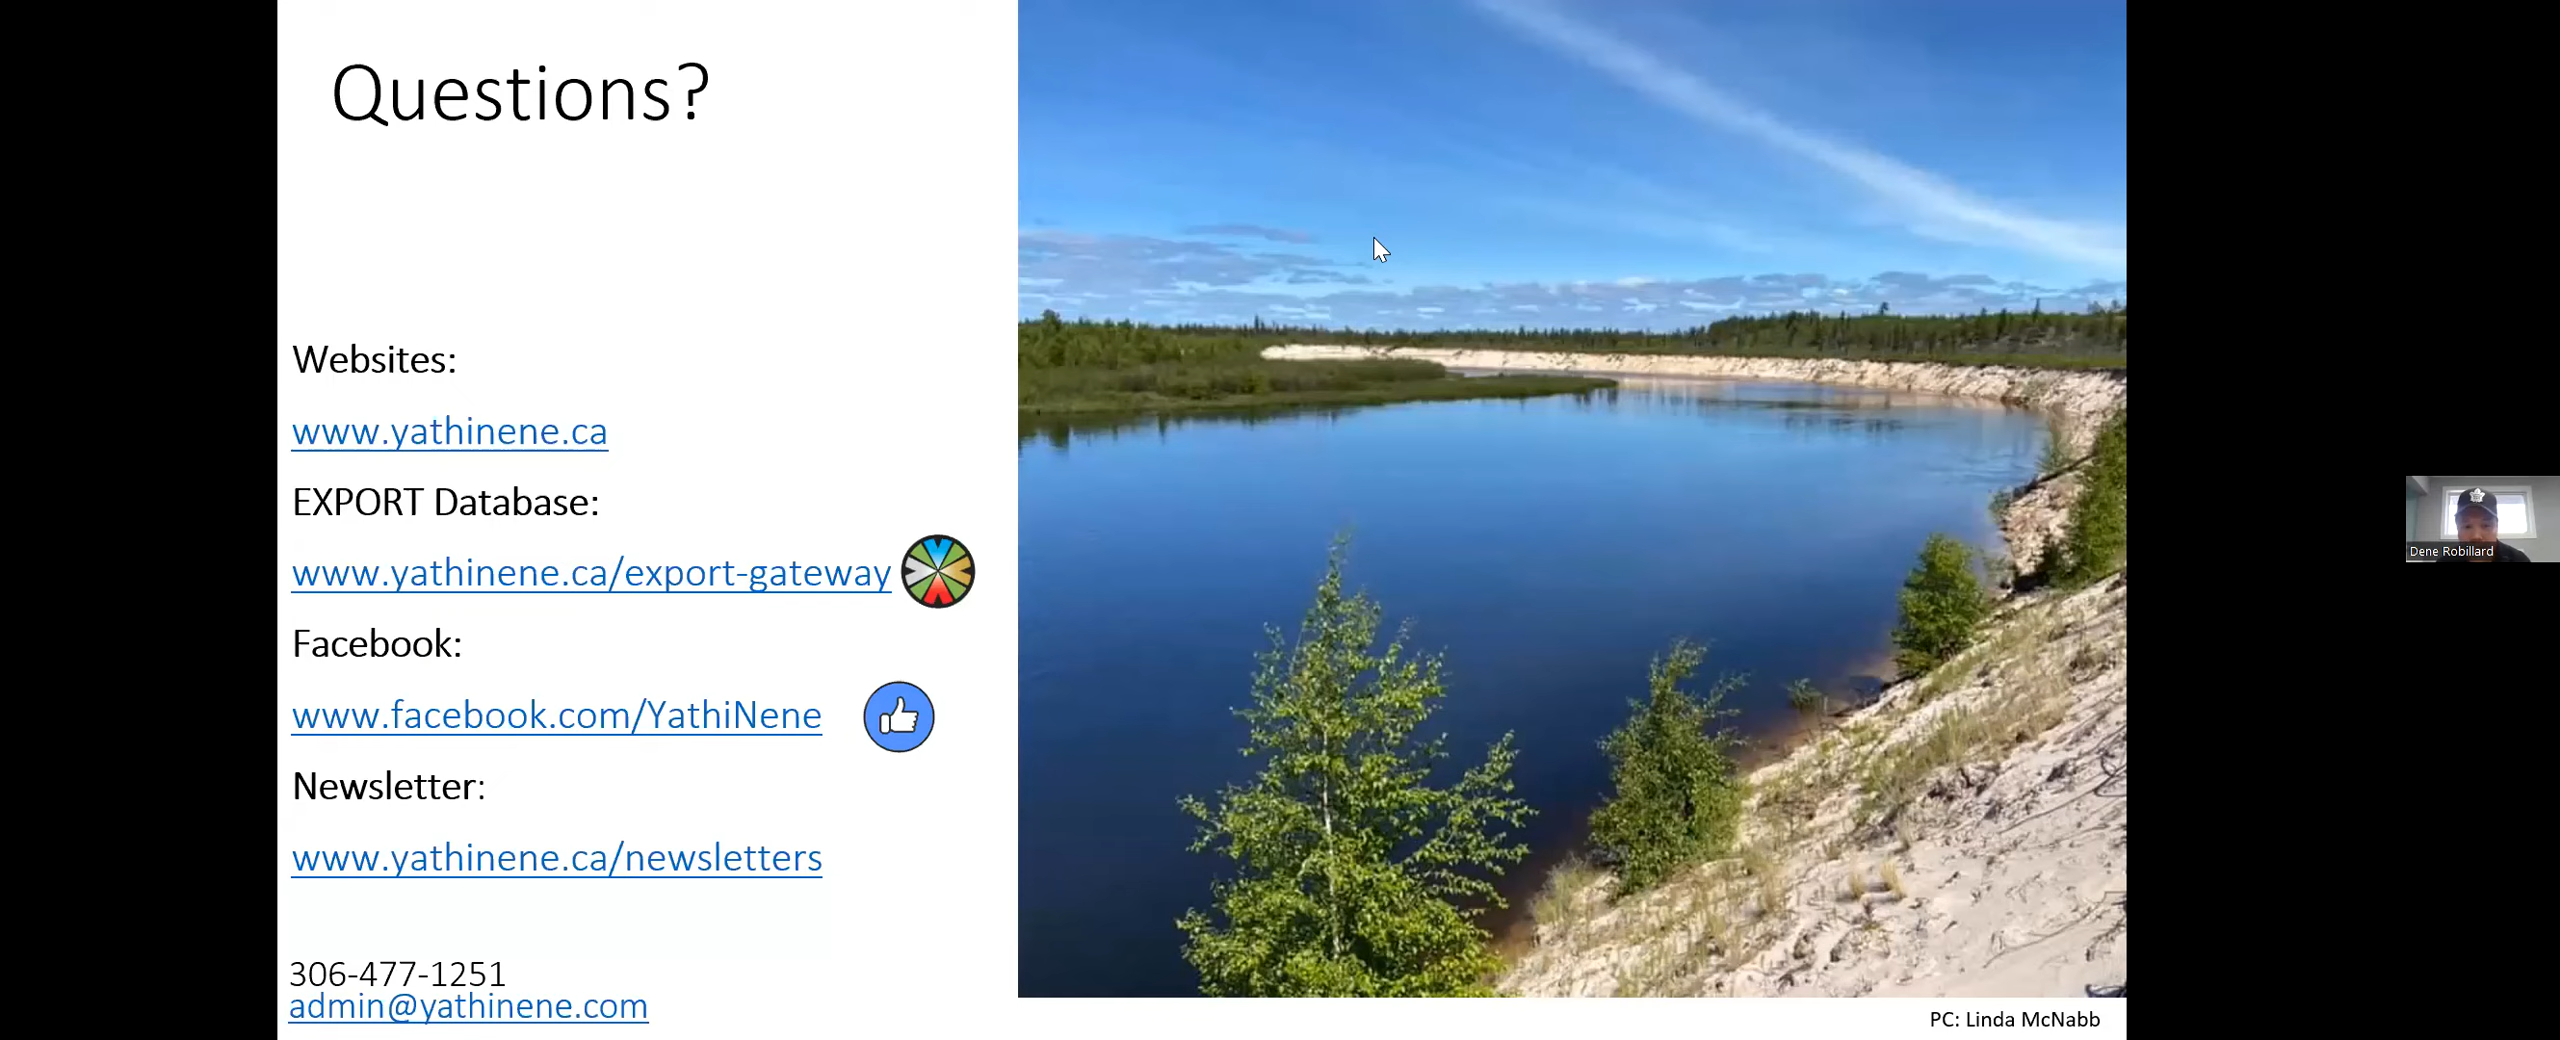 Questions?
Websites:
www.yathinene.ca
EXPORT Database:
www.yathinene.ca/export-gateway
Facebook:
www.facebook.com/YathiNene
Newsletter:
www.yathinene.ca/newsletters
306-477-1251
admin@yathinene.com
PC: Linda McNabb
Dene Robillard